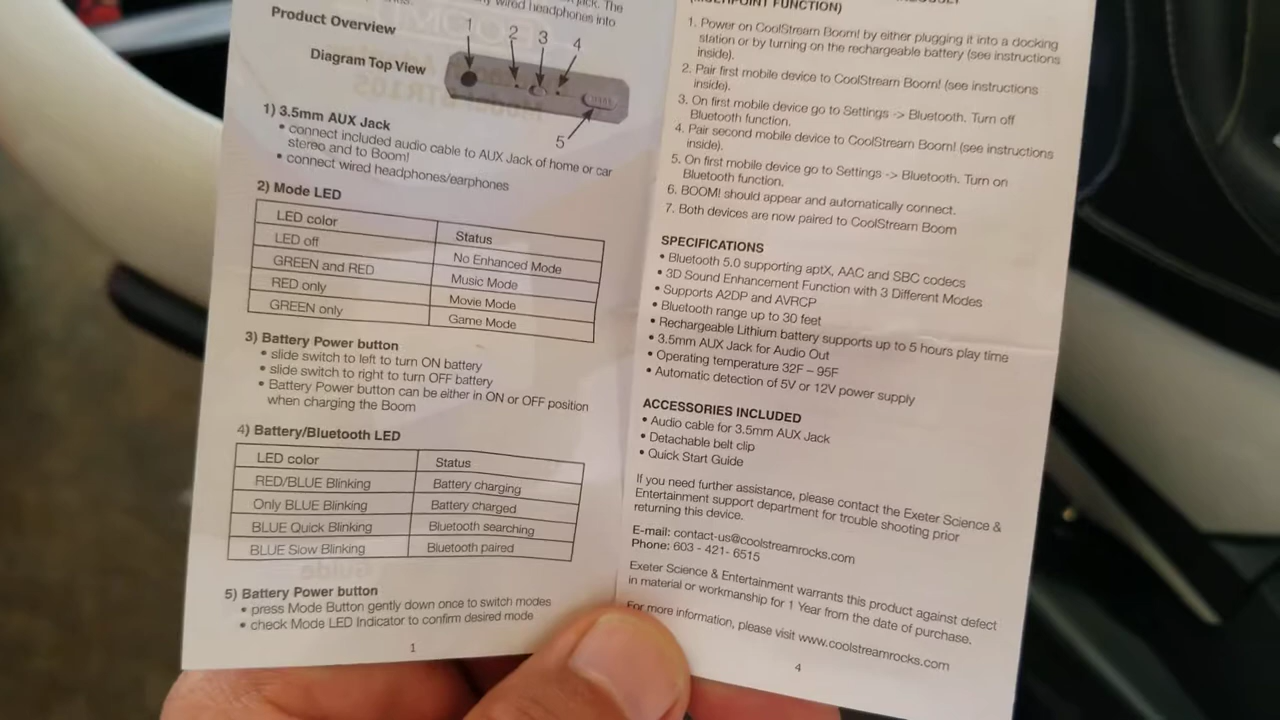 jack. The
wired headphones into
Product Overview
1
2
3
4
Diagram Top View
5
1) 3.5mm AUX Jack
• connect included audio cable to AUX Jack of home or car
stereo and to Boom!
• connect wired headphones/earphones
2) Mode LED
LED color Status
LED off No Enhanced Mode
GREEN and RED Music Mode
RED only Movie Mode
GREEN only Game Mode
3) Battery Power button
• slide switch to left to turn ON battery
• slide switch to right to turn OFF battery
• Battery Power button can be either in ON or OFF position
when charging the Boom
4) Battery/Bluetooth LED
LED color Status
RED/BLUE Blinking Battery charging
Only BLUE Blinking Battery charged
BLUE Quick Blinking Bluetooth searching
BLUE Slow Blinking Bluetooth paired
5) Battery Power button
• press Mode Button gently down once to switch modes
• check Mode LED Indicator to confirm desired mode
1
(MULTIPOINT FUNCTION)
1. Power on CoolStream Boom! by either plugging it into a docking
station or by turning on the rechargeable battery (see instructions
inside).
2. Pair first mobile device to CoolStream Boom! (see instructions
inside).
3. On first mobile device go to Settings -> Bluetooth. Turn off
Bluetooth function.
4. Pair second mobile device to CoolStream Boom! (see instructions
inside).
5. On first mobile device go to Settings -> Bluetooth. Turn on
Bluetooth function.
6. BOOM! should appear and automatically connect.
7. Both devices are now paired to CoolStream Boom
SPECIFICATIONS
• Bluetooth 5.0 supporting aptX, AAC and SBC codecs
• 3D Sound Enhancement Function with 3 Different Modes
• Supports A2DP and AVRCP
• Bluetooth range up to 30 feet
• Rechargeable Lithium battery supports up to 5 hours play time
• 3.5mm AUX Jack for Audio Out
• Operating temperature 32F – 95F
• Automatic detection of 5V or 12V power supply
ACCESSORIES INCLUDED
• Audio cable for 3.5mm AUX Jack
• Detachable belt clip
• Quick Start Guide
If you need further assistance, please contact the Exeter Science &
Entertainment support department for trouble shooting prior
returning this device.
E-mail: contact-us@coolstreamrocks.com
Phone: 603 - 421- 6515
Exeter Science & Entertainment warrants this product against defect
in material or workmanship for 1 Year from the date of purchase.
For more information, please visit www.coolstreamrocks.com
4